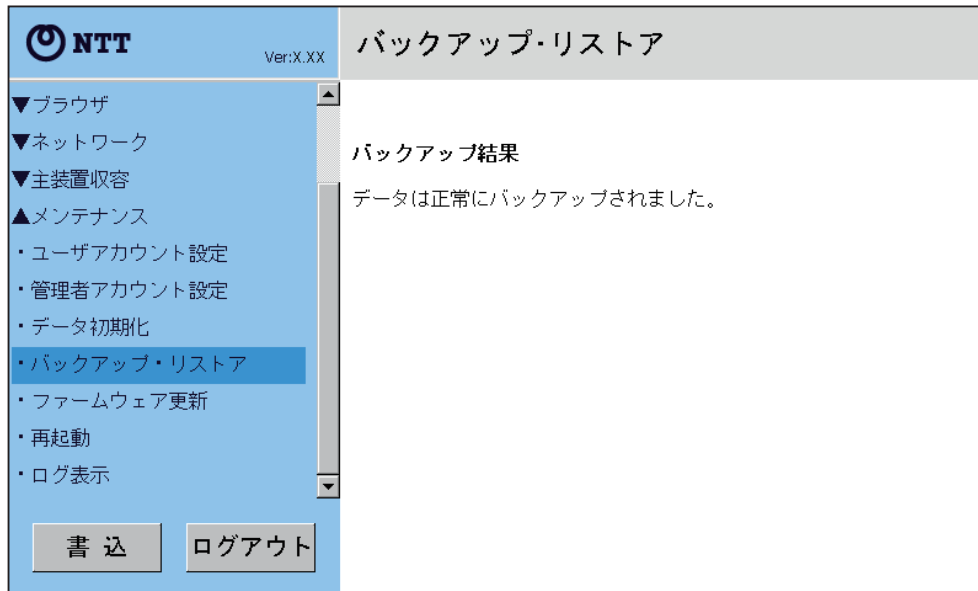 NTT
Ver:X.XX
バックアップ・リストア
▼ブラウザ
▼ネットワーク
▼主装置収容
▲メンテナンス
・ユーザアカウント設定
・管理者アカウント設定
・データ初期化
・バックアップ・リストア
・ファームウェア更新
・再起動
・ログ表示
書 込
ログアウト
バックアップ結果
データは正常にバックアップされました。